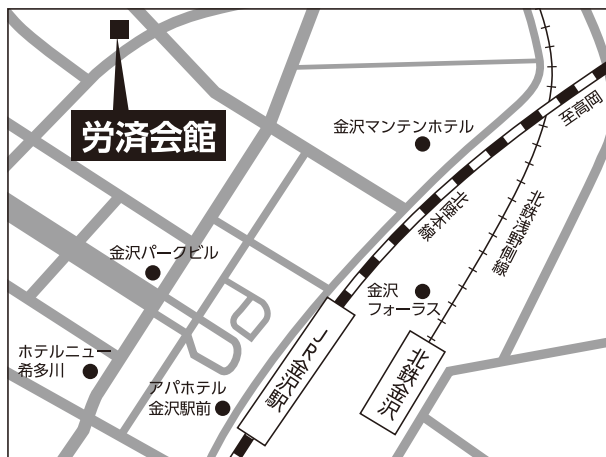 労済会館
金沢マンテンホテル
至高岡
北陸本線
北鉄浅野側線
金沢パークビル
金沢
フォーラス
ホテルニュー
希多川
アパホテル
金沢駅前
JR金沢駅
北鉄金沢